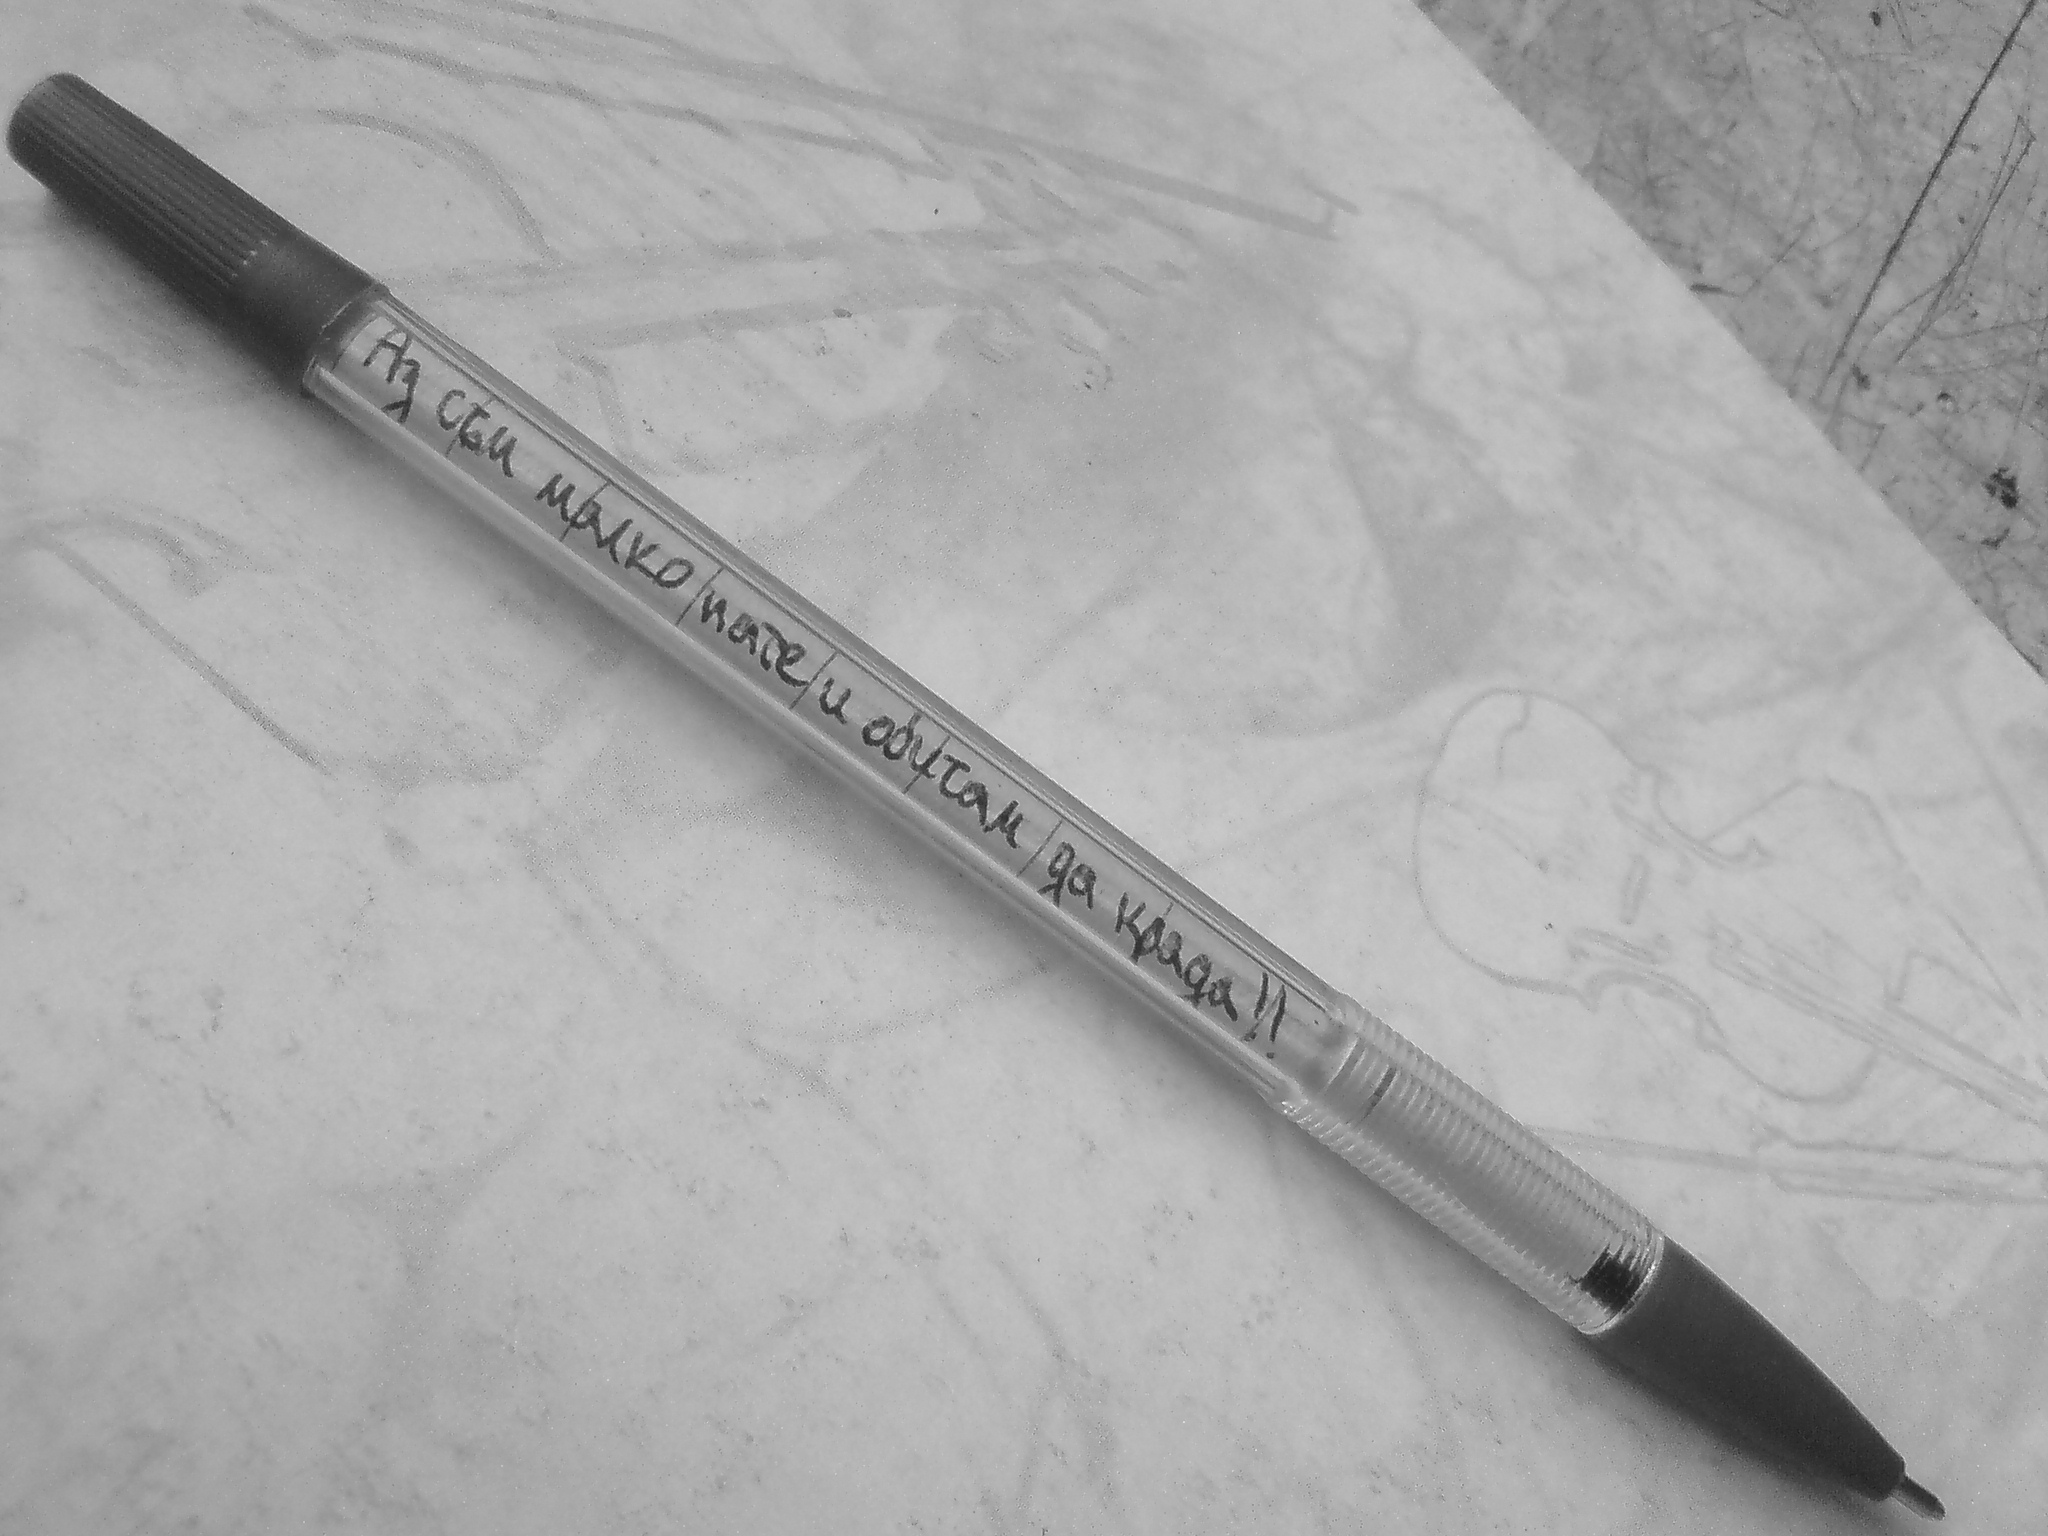 Аз съм малко пате и обичам да крада!!